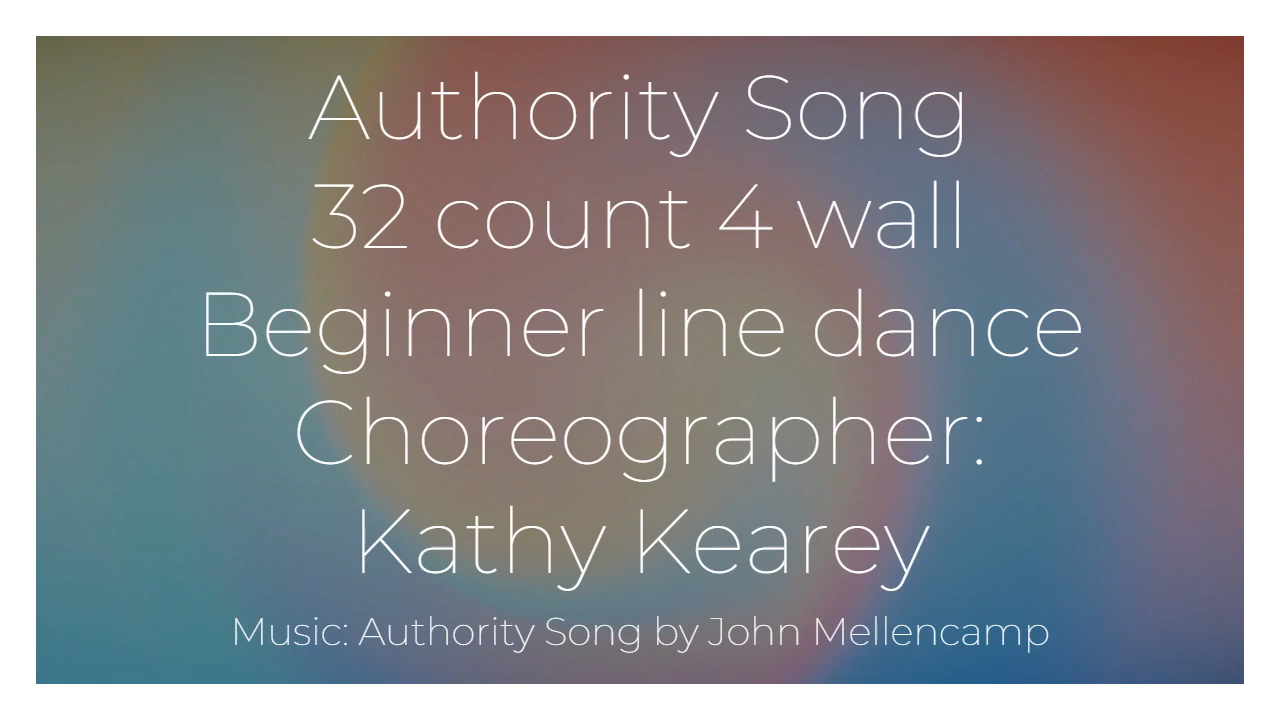 Authority Song
32 count 4 wall
Beginner line dance
Choreographer:
Kathy Kearey
Music: Authority Song by John Mellencamp